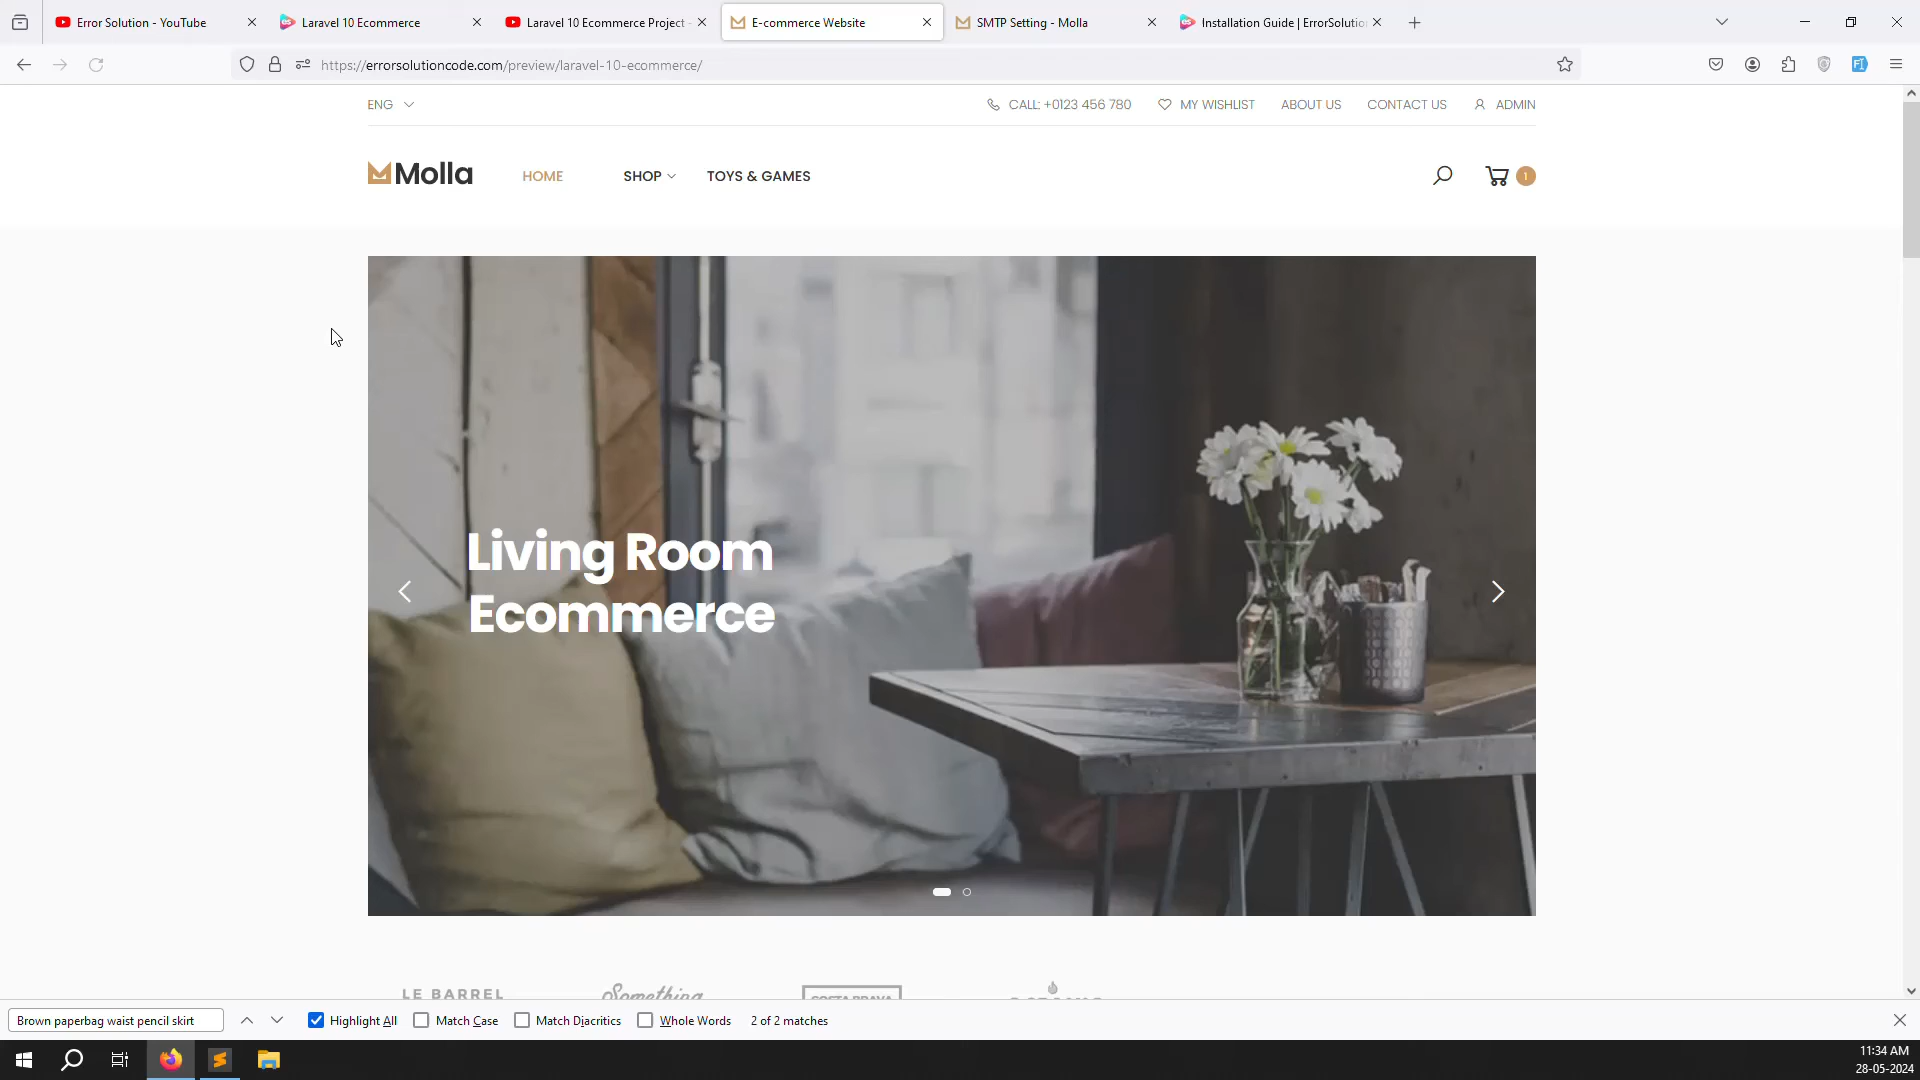 Error Solution - YouTube
Laravel 10 Ecommerce
Laravel 10 Ecommerce Project -
E-commerce Website
SMTP Setting - Molla
Installation Guide | ErrorSolutio
https://errorsolutioncode.com/preview/laravel-10-ecommerce/
ENG
CALL: +0123 456 780
MY WISHLIST
ABOUT US
CONTACT US
ADMIN
Molla
HOME
SHOP
TOYS & GAMES
1
Living Room
Ecommerce
LE BARREL
Something
COSTA BRAVA
Brown paperbag waist pencil skirt
Highlight All
Match Case
Match Diacritics
Whole Words
2 of 2 matches
11:34 AM
28-05-2024